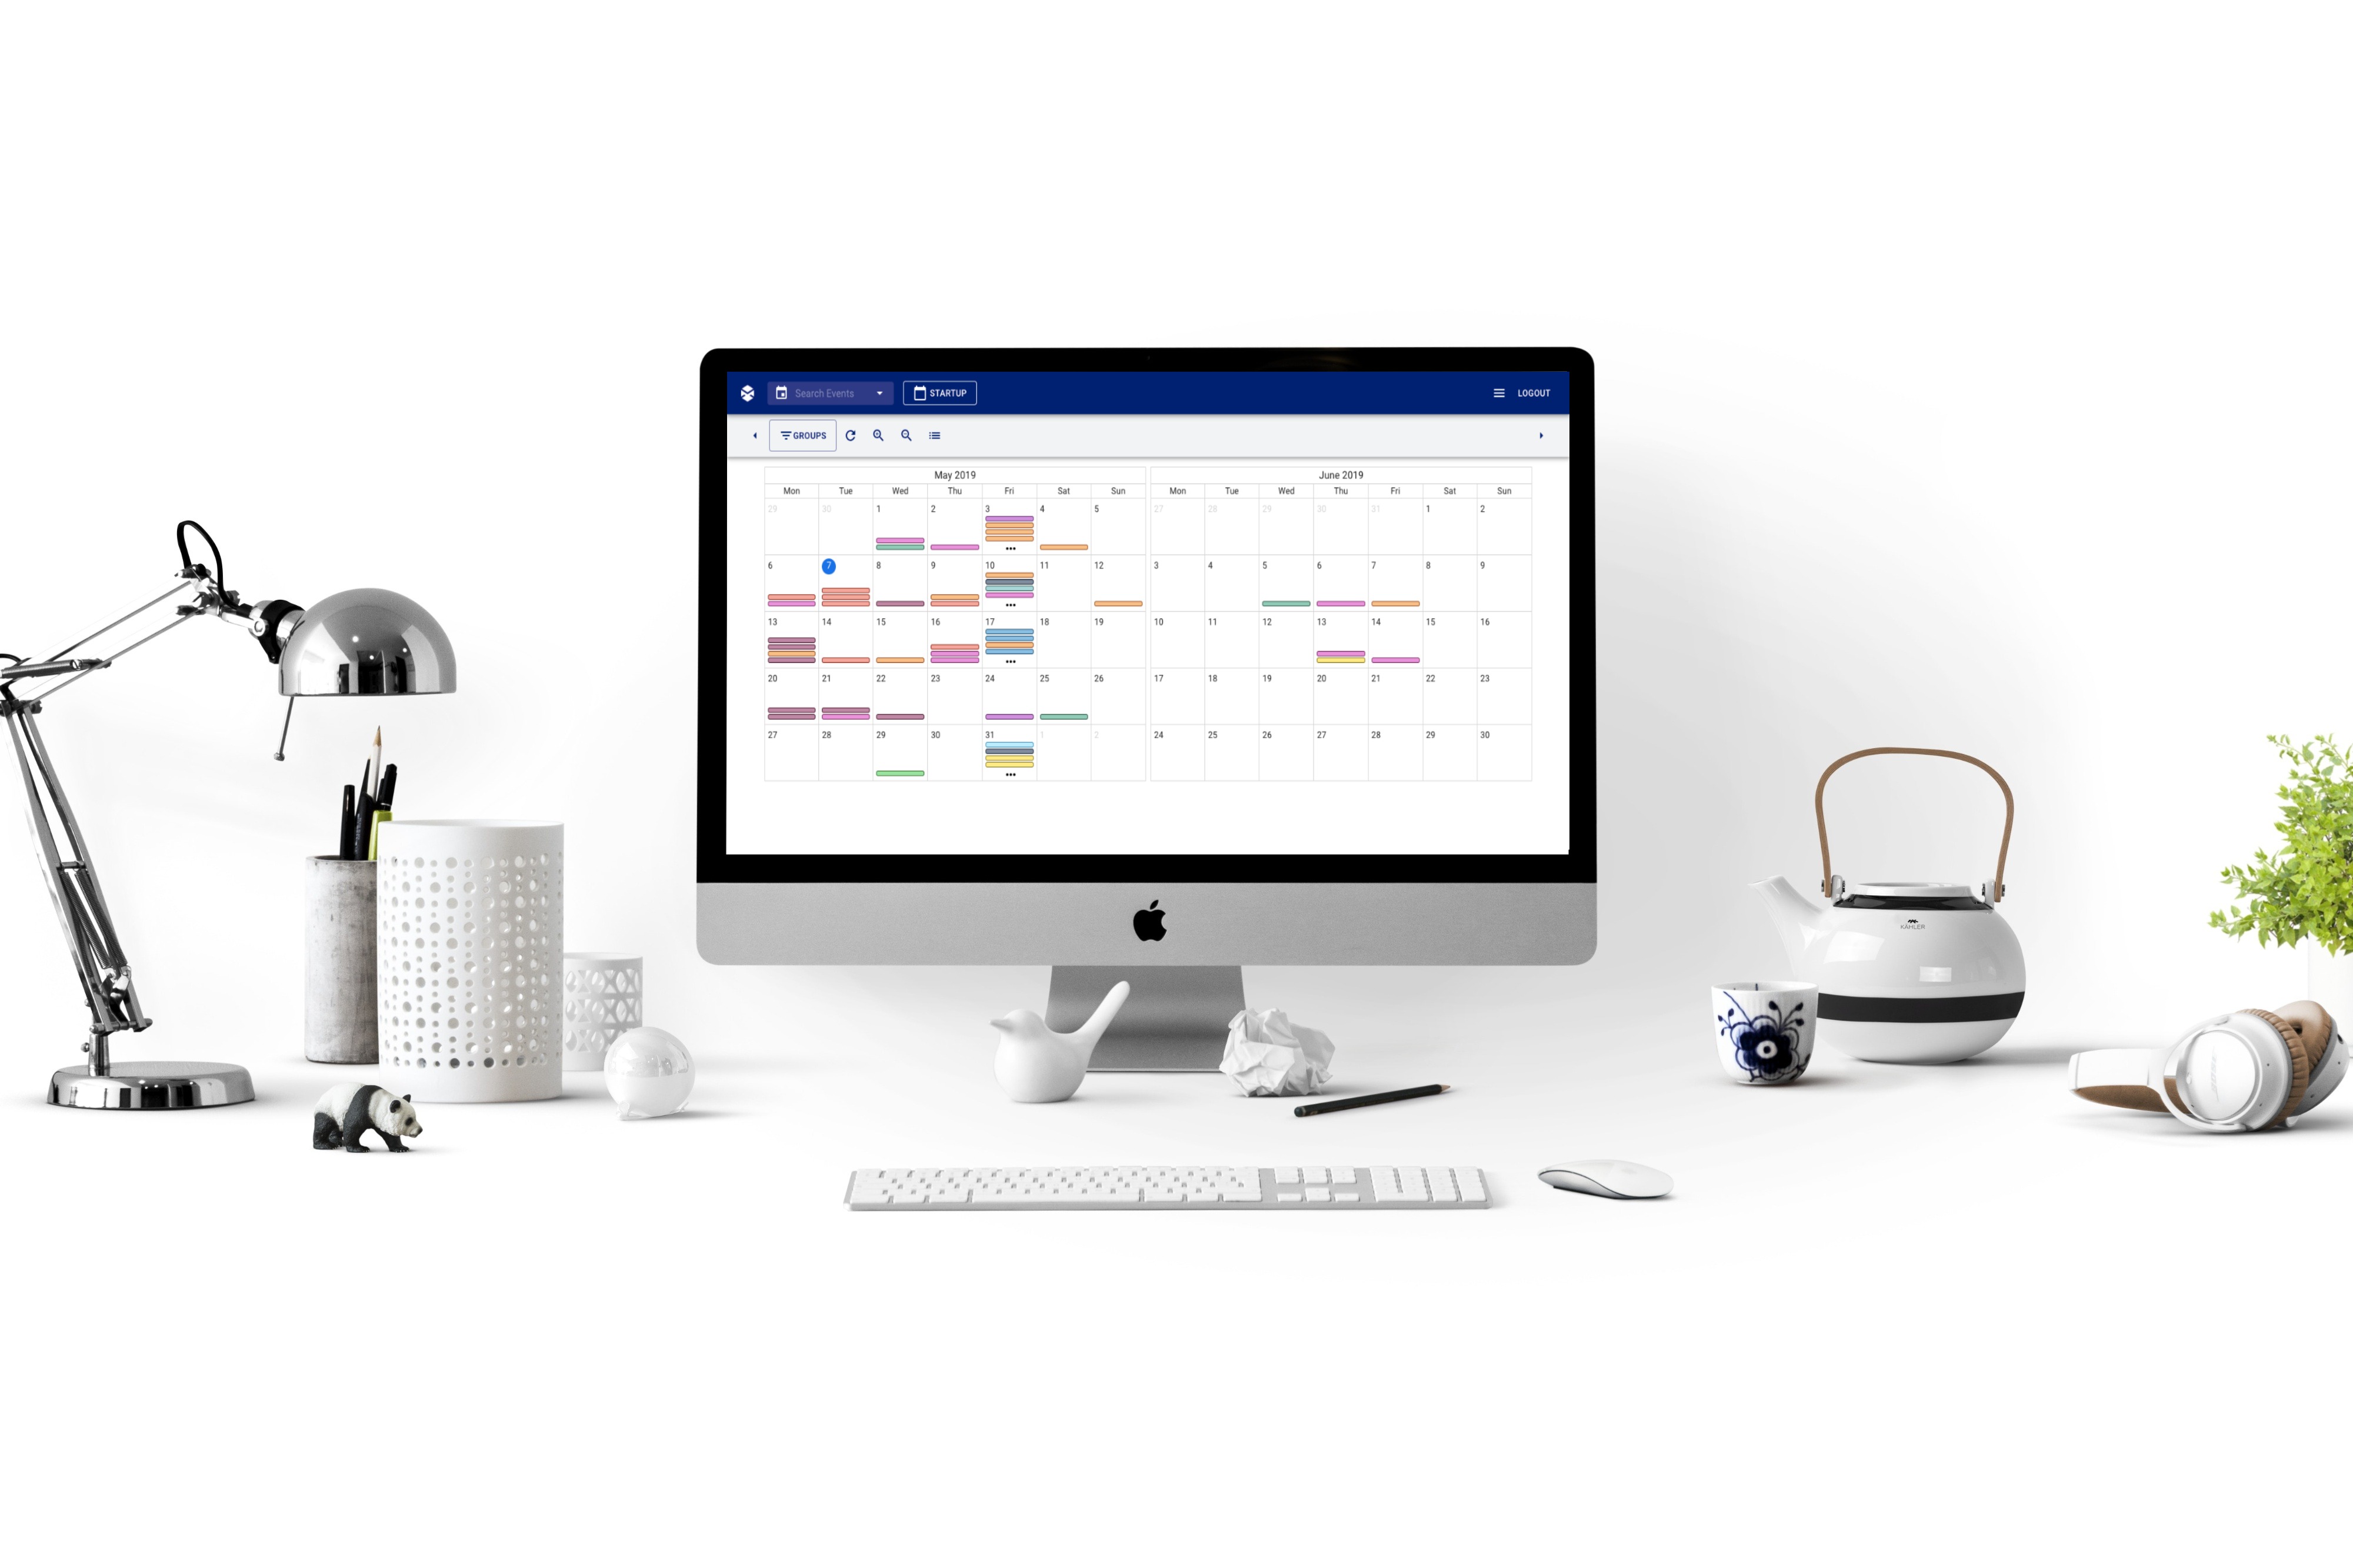 Search Events STARTUP LOGOUT
GROUPS
May 2019 June 2019
Mon Tue Wed Thu Fri Sat Sun Mon Tue Wed Thu Fri Sat Sun
29 30 1 2 3 4 5 27 28 29 30 31 1 2
6 7 8 9 10 11 12 3 4 5 6 7 8 9
13 14 15 16 17 18 19 10 11 12 13 14 15 16
20 21 22 23 24 25 26 17 18 19 20 21 22 23
27 28 29 30 31 1 2 24 25 26 27 28 29 30
KÄHLER